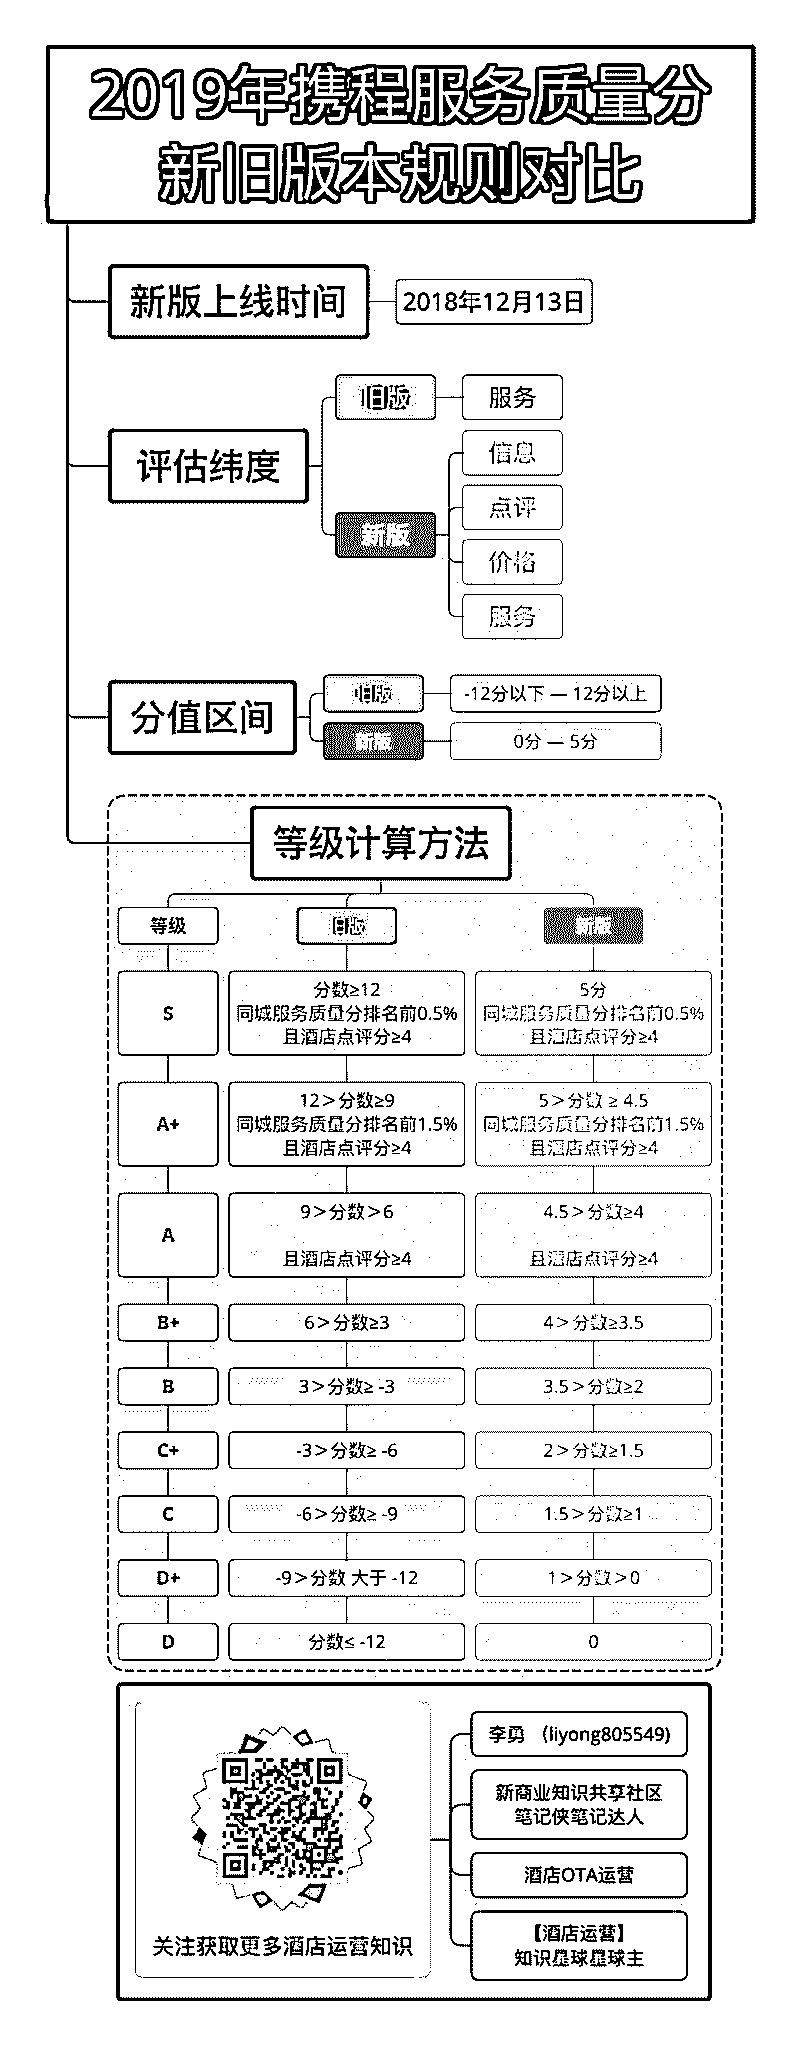 2019年携程服务质量分
新旧版本规则对比
新版上线时间
2018年12月13日
评估纬度
旧版
服务
新版
信息
点评
价格
服务
分值区间
旧版
-12分以下 — 12分以上
新版
0分 — 5分
等级计算方法
等级
旧版
新版
S
分数≥12
同城服务质量分排名前0.5%
且酒店点评分≥4
5分
同城服务质量分排名前0.5%
且酒店点评分≥4
A+
12＞分数≥9
同城服务质量分排名前1.5%
且酒店点评分≥4
5＞分数 ≥ 4.5
同城服务质量分排名前1.5%
且酒店点评分≥4
A
9＞分数＞6
且酒店点评分≥4
4.5＞分数≥4
且酒店点评分≥4
B+
6＞分数≥3
4＞分数≥3.5
B
3＞分数≥ -3
3.5＞分数≥2
C+
-3＞分数≥ -6
2＞分数≥1.5
C
-6＞分数≥ -9
1.5＞分数≥1
D+
-9＞分数 大于 -12
1＞分数＞0
D
分数≤ -12
0
关注获取更多酒店运营知识
李勇 （liyong805549)
新商业知识共享社区
笔记侠笔记达人
酒店OTA运营
【酒店运营】
知识星球星球主